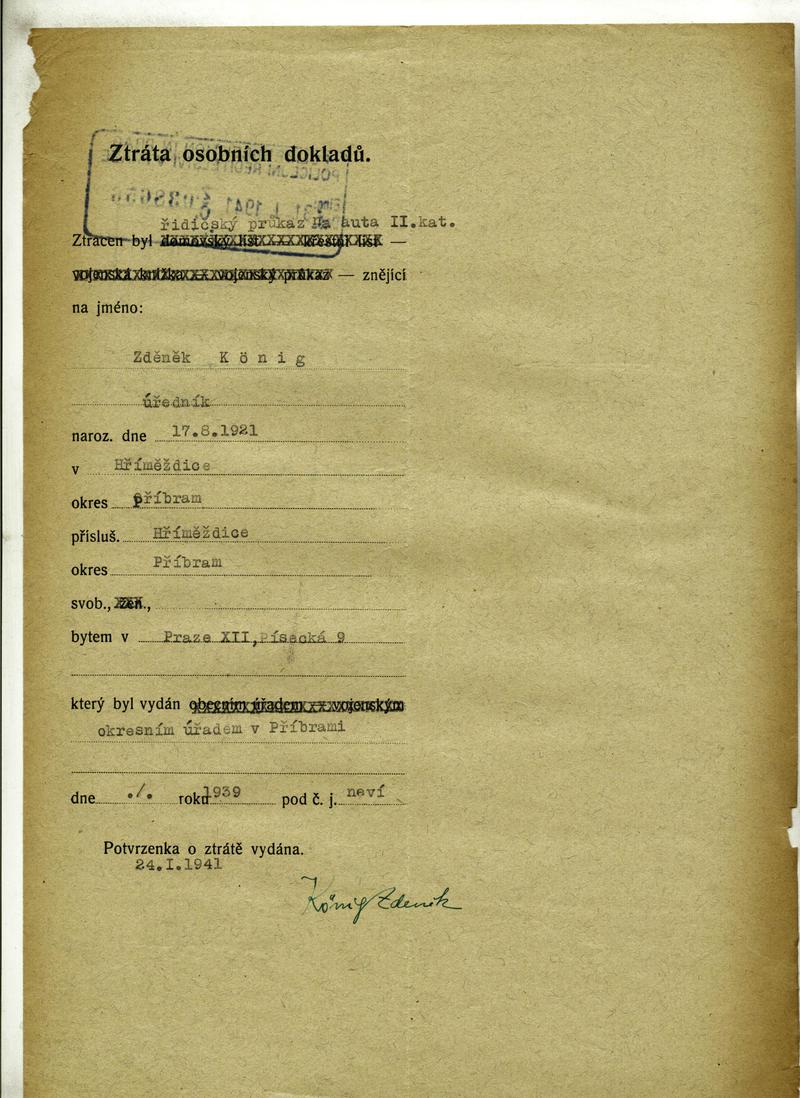 Ztráta osobních dokladů.
řidičský průkaz na auta II.kat.
Ztracen byl domovský list — křestní list —
vojenská knížka — vojenský průkaz — znějící
na jméno:
Zděněk K ö n i g
úředník
naroz. dne 17.8.1921
v Hříměždice
okres příbram
přísluš. Hříměždice
okres Příbram
svob., žen.,
bytem v Praze XII,Písecká 9
který byl vydán obecním úřadem — vojenským
okresním úřadem v Příbrami
dne ./. roku 1939 pod č. j. neví
Potvrzenka o ztrátě vydána.
24.I.1941
König Zdeněk